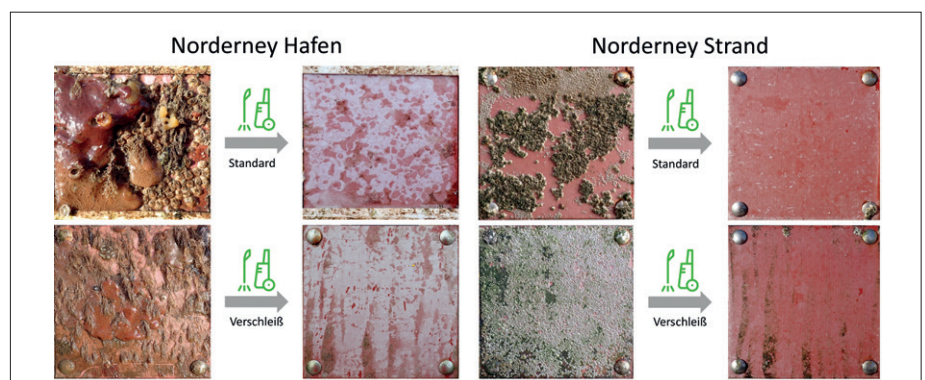 Norderney Hafen
Norderney Strand
Standard
Standard
Verschleiß
Verschleiß